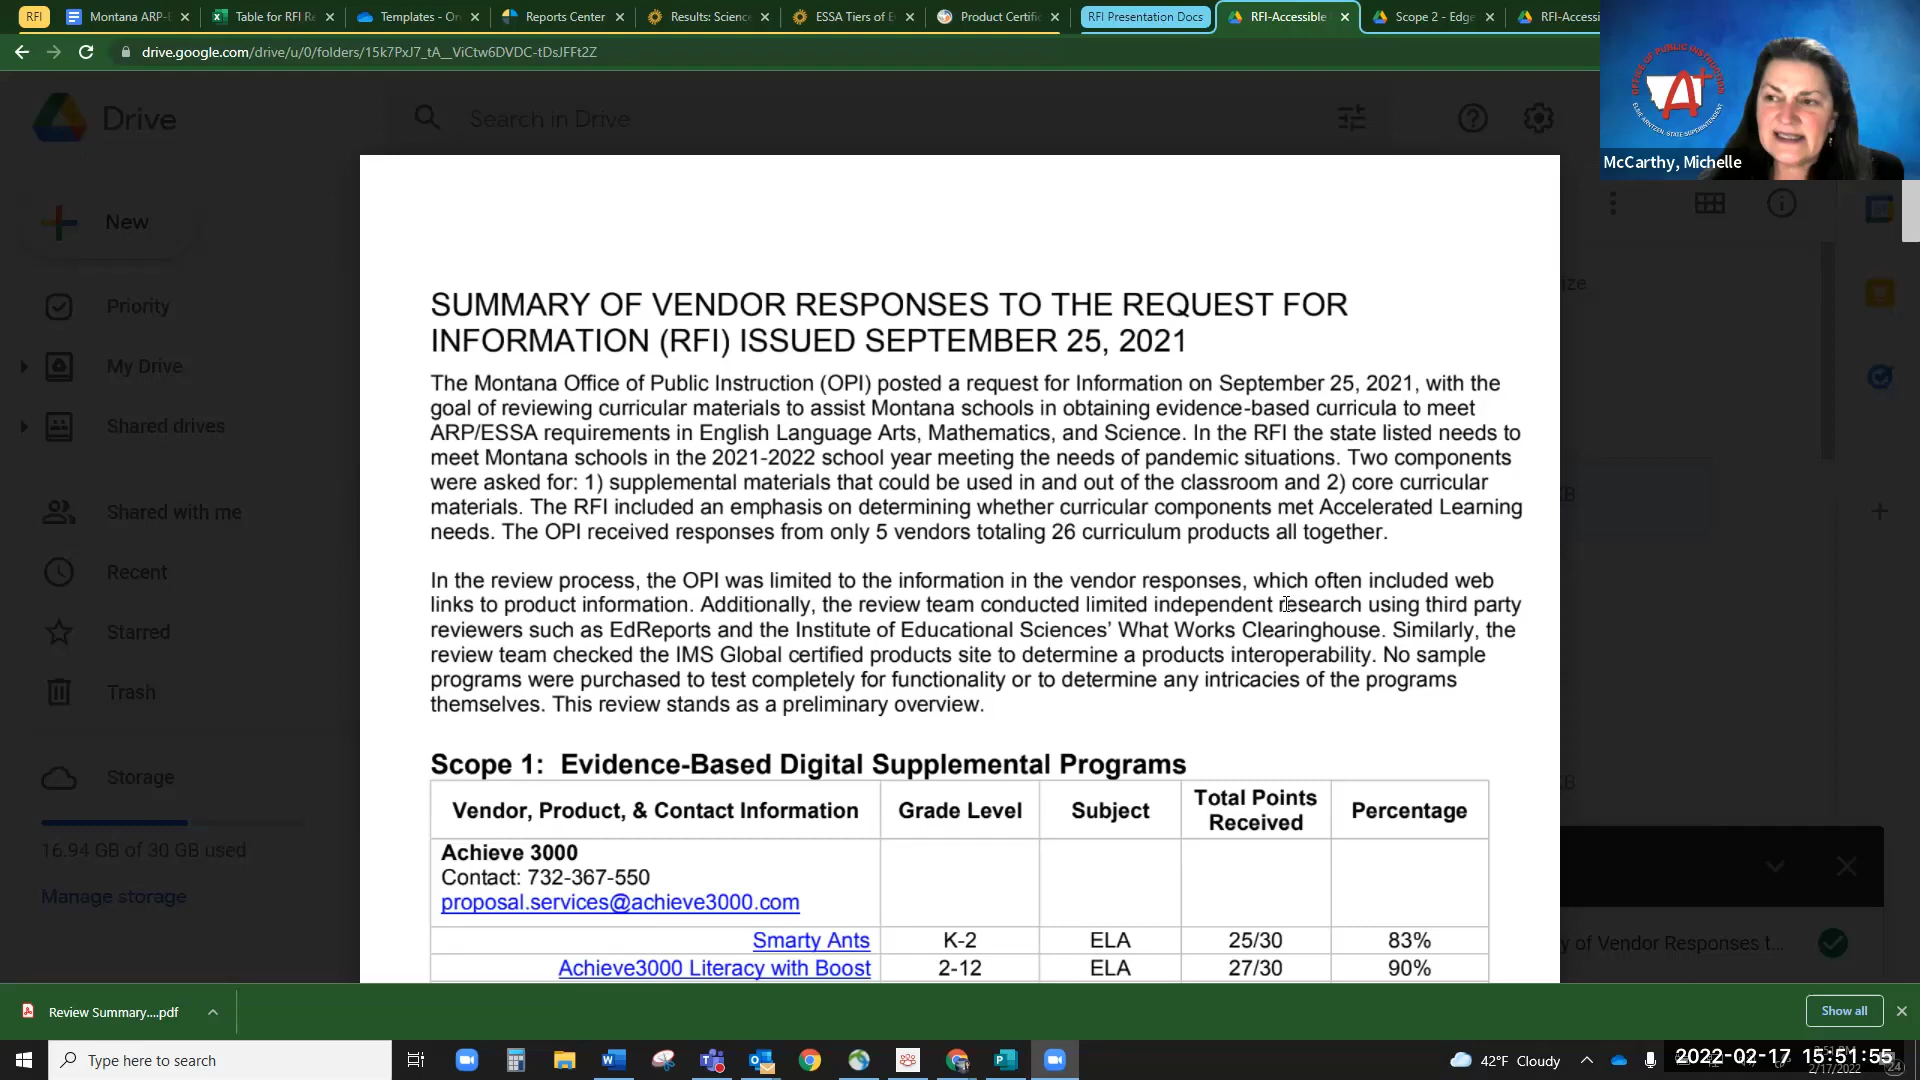 RFI
Montana ARP-E
Table for RFI Re
Templates - On
Reports Center
Results: Science
ESSA Tiers of E
Product Certific
RFI Presentation Docs
RFI-Accessible
Scope 2 - Edge
RFI-Accessi
drive.google.com/drive/u/0/folders/15k7PxJ7_tA__ViCtw6DVDC-tDsJFFt2Z
Drive
Search in Drive
OFFICE OF PUBLIC INSTRUCTION
A+
ELSIE ARNTZEN, STATE SUPERINTENDENT
McCarthy, Michelle
New
Priority
My Drive
Shared drives
Shared with me
Recent
Starred
Trash
Storage
16.94 GB of 30 GB used
Manage storage
SUMMARY OF VENDOR RESPONSES TO THE REQUEST FOR
INFORMATION (RFI) ISSUED SEPTEMBER 25, 2021
The Montana Office of Public Instruction (OPI) posted a request for Information on September 25, 2021, with the
goal of reviewing curricular materials to assist Montana schools in obtaining evidence-based curricula to meet
ARP/ESSA requirements in English Language Arts, Mathematics, and Science. In the RFI the state listed needs to
meet Montana schools in the 2021-2022 school year meeting the needs of pandemic situations. Two components
were asked for: 1) supplemental materials that could be used in and out of the classroom and 2) core curricular
materials. The RFI included an emphasis on determining whether curricular components met Accelerated Learning
needs. The OPI received responses from only 5 vendors totaling 26 curriculum products all together.
In the review process, the OPI was limited to the information in the vendor responses, which often included web
links to product information. Additionally, the review team conducted limited independent research using third party
reviewers such as EdReports and the Institute of Educational Sciences' What Works Clearinghouse. Similarly, the
review team checked the IMS Global certified products site to determine a products interoperability. No sample
programs were purchased to test completely for functionality or to determine any intricacies of the programs
themselves. This review stands as a preliminary overview.
Scope 1: Evidence-Based Digital Supplemental Programs
Vendor, Product, & Contact Information Grade Level Subject Total Points Received Percentage
Achieve 3000
Contact: 732-367-550
proposal.services@achieve3000.com
Smarty Ants K-2 ELA 25/30 83%
Achieve3000 Literacy with Boost 2-12 ELA 27/30 90%
y of Vendor Responses t...
Review Summary....pdf
Show all
Type here to search
42°F Cloudy
2022-02-17 15:51:55
2/17/2022
24